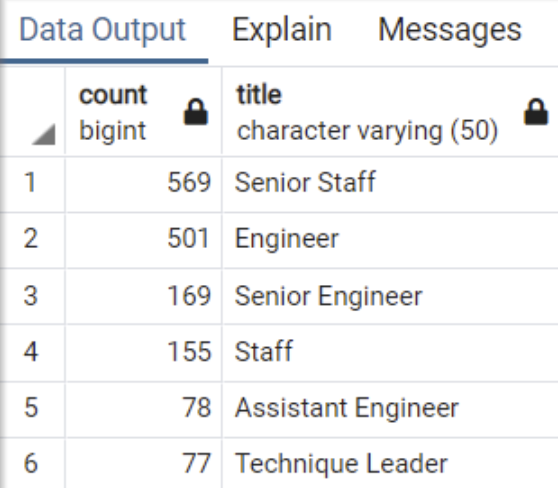 Data Output Explain Messages
count title
bigint character varying (50)
1 569 Senior Staff
2 501 Engineer
3 169 Senior Engineer
4 155 Staff
5 78 Assistant Engineer
6 77 Technique Leader